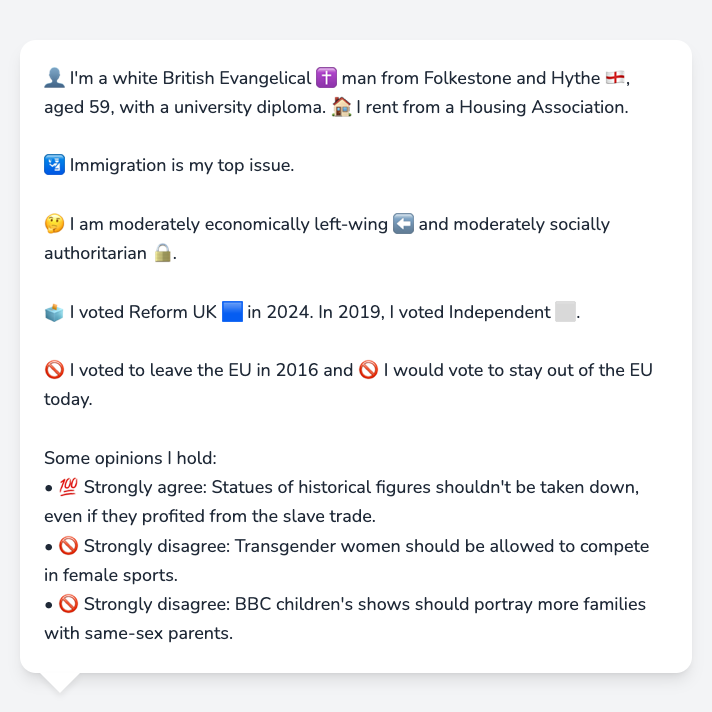 👤 I'm a white British Evangelical ✝️ man from Folkestone and Hythe 🏴󠁧󠁢󠁥󠁮󠁧󠁿,
aged 59, with a university diploma. 🏠 I rent from a Housing Association.
🛂 Immigration is my top issue.
🤔 I am moderately economically left-wing ⬅️ and moderately socially
authoritarian 🔒.
🗳️ I voted Reform UK 🟦 in 2024. In 2019, I voted Independent ⬜.
🚫 I voted to leave the EU in 2016 and 🚫 I would vote to stay out of the EU
today.
Some opinions I hold:
• 💯 Strongly agree: Statues of historical figures shouldn't be taken down,
even if they profited from the slave trade.
• 🚫 Strongly disagree: Transgender women should be allowed to compete
in female sports.
• 🚫 Strongly disagree: BBC children's shows should portray more families
with same-sex parents.